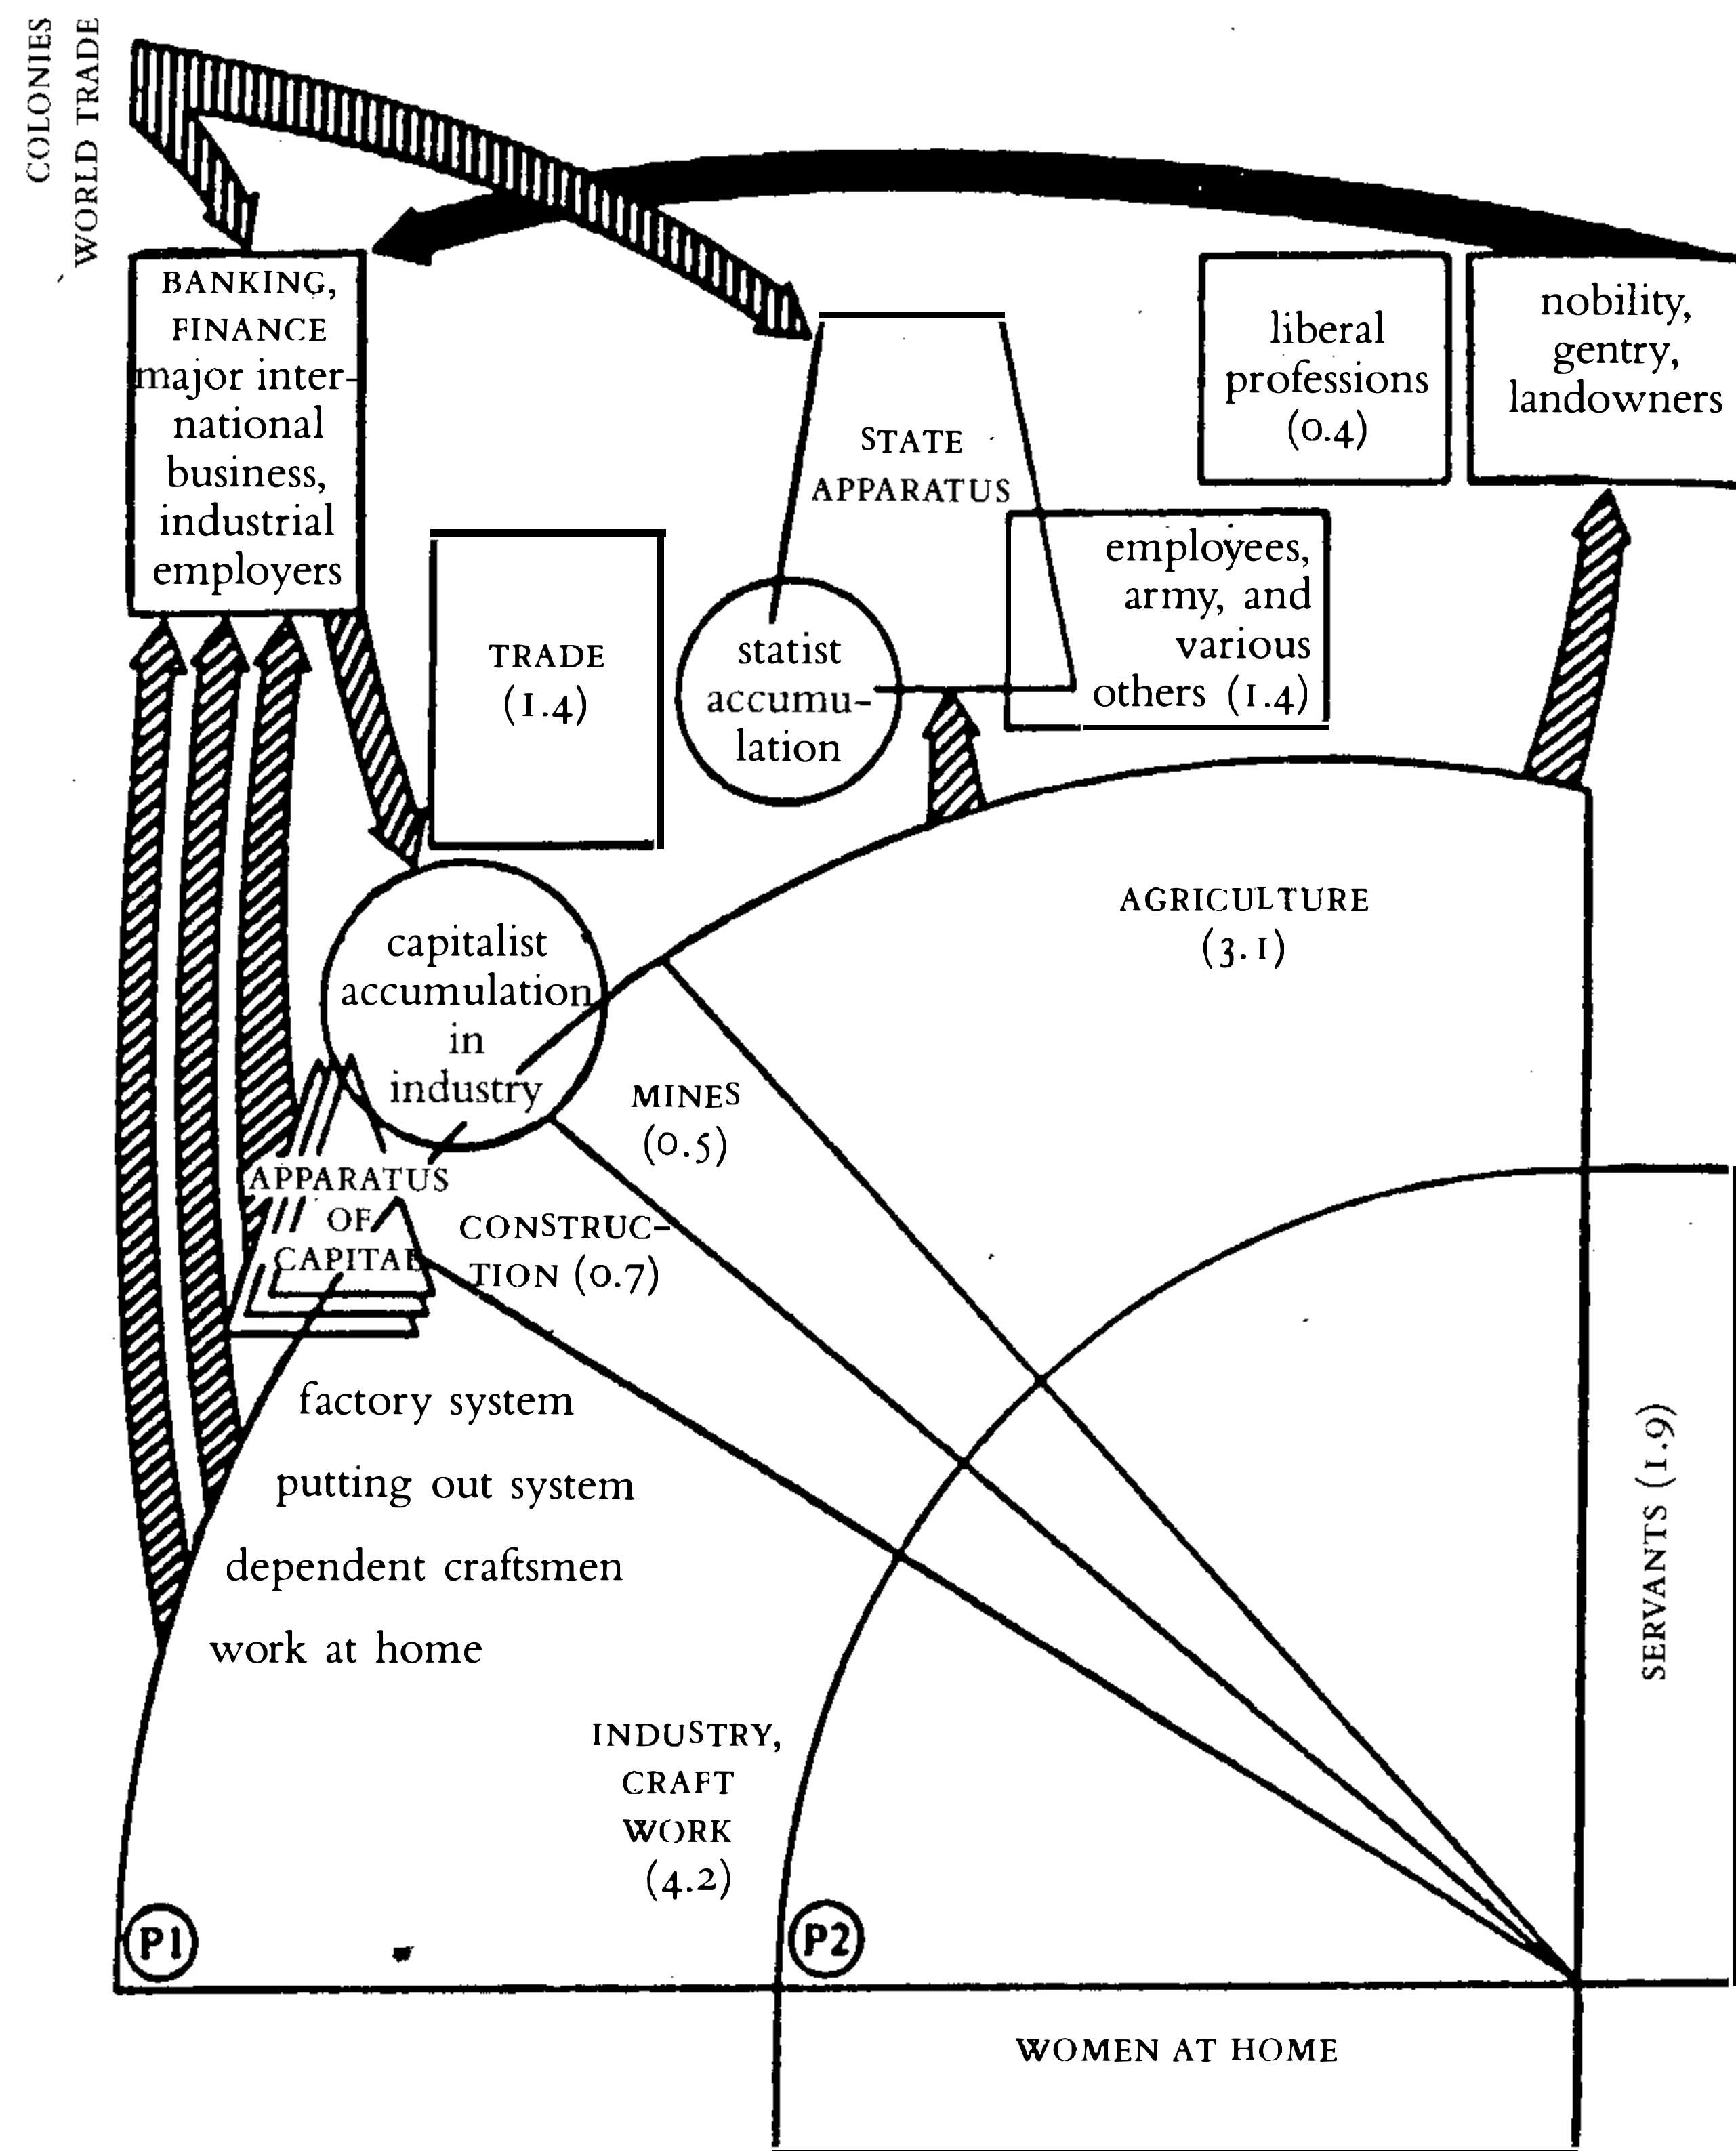 COLONIES
WORLD TRADE
BANKING,
FINANCE
major inter-
national
business,
industrial
employers
TRADE
(1.4)
STATE
APPARATUS
statist
accumu-
lation
employees,
army, and
various
others (1.4)
liberal
professions
(0.4)
nobility,
gentry,
landowners
capitalist
accumulation
in
industry
AGRICULTURE
(3.1)
MINES
(0.5)
APPARATUS
OF
CAPITAL
CONSTRUC-
TION (0.7)
factory system
putting out system
dependent craftsmen
work at home
INDUSTRY,
CRAFT
WORK
(4.2)
SERVANTS (1.9)
P1
P2
WOMEN AT HOME